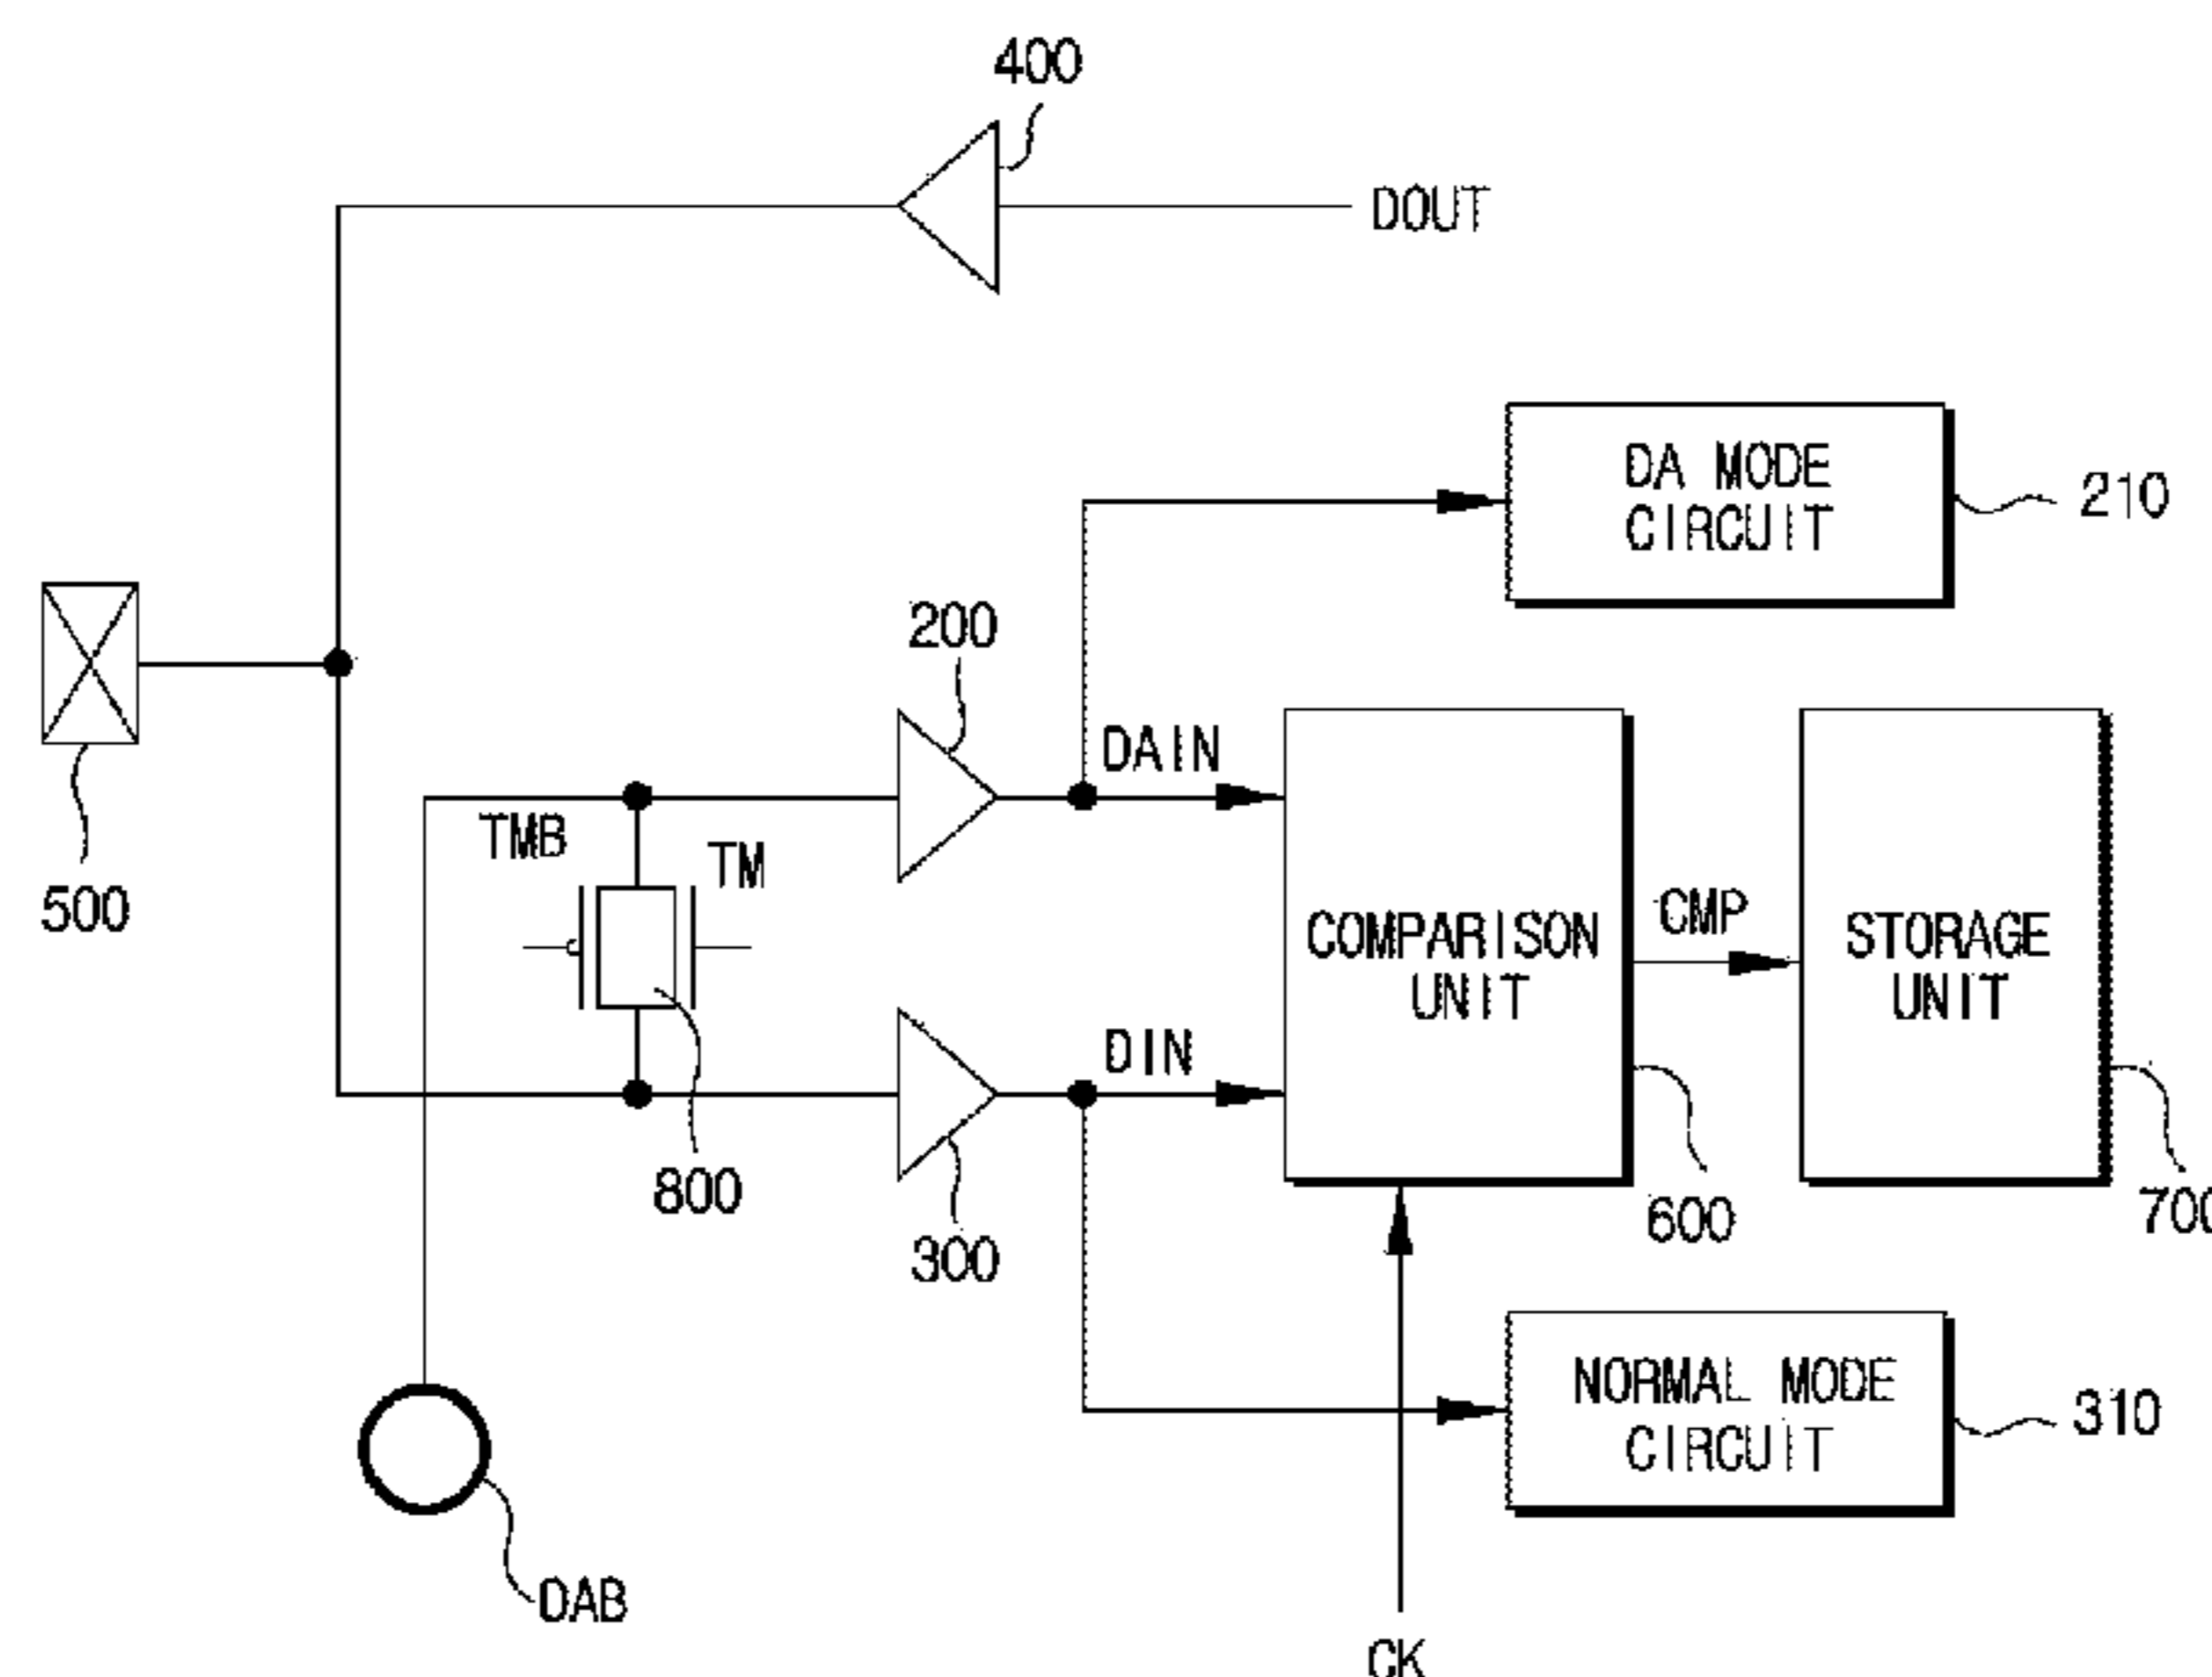 400
DOUT
DA MODE
CIRCUIT
210
200
DAIN
TMB
TM
500
CMP
COMPARISON
UNIT
STORAGE
UNIT
DIN
800
300
600
700
NORMAL MODE
CIRCUIT
310
DAB
CK